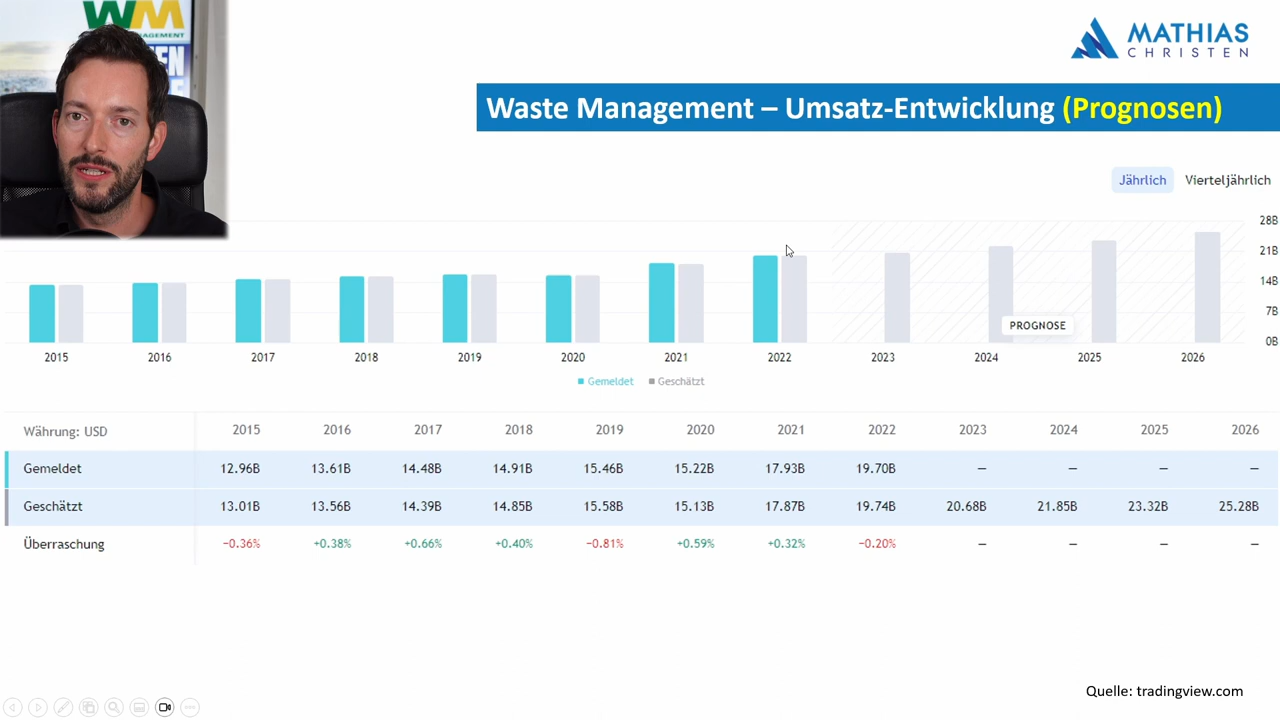 WM
AGEMENT
EN
MATHIAS
CHRISTEN
Waste Management – Umsatz-Entwicklung (Prognosen)
Jährlich Vierteljährlich
28B
21B
14B
7B
0B
PROGNOSE
2015 2016 2017 2018 2019 2020 2021 2022 2023 2024 2025 2026
Gemeldet Geschätzt
Währung: USD 2015 2016 2017 2018 2019 2020 2021 2022 2023 2024 2025 2026
Gemeldet 12.96B 13.61B 14.48B 14.91B 15.46B 15.22B 17.93B 19.70B — — — —
Geschätzt 13.01B 13.56B 14.39B 14.85B 15.58B 15.13B 17.87B 19.74B 20.68B 21.85B 23.32B 25.28B
Überraschung −0.36% +0.38% +0.66% +0.40% −0.81% +0.59% +0.32% −0.20% — — — —
Quelle: tradingview.com